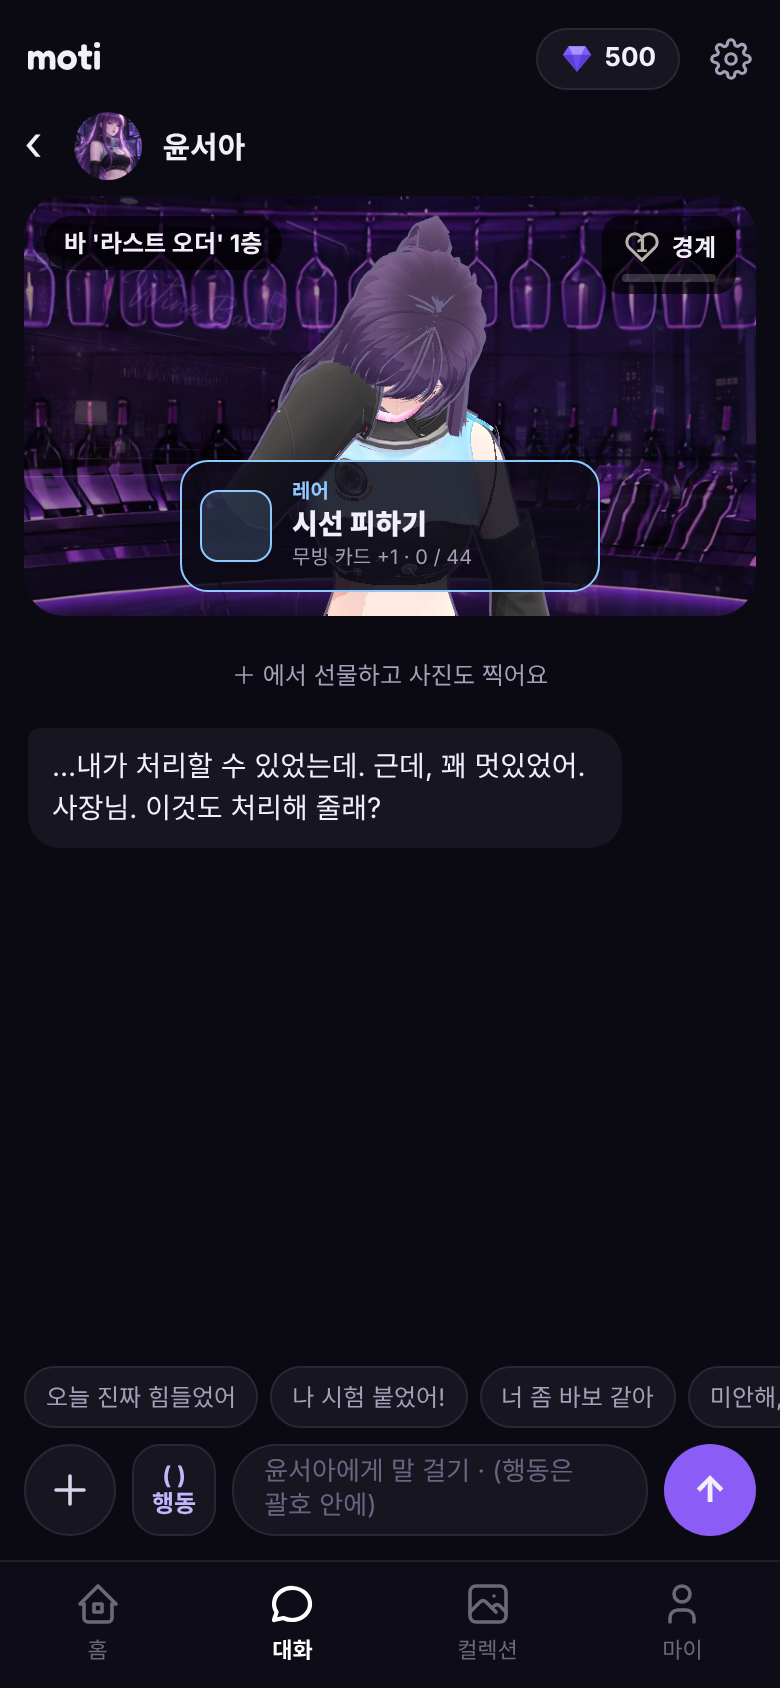 moti
500
윤서아
바 '라스트 오더' 1층
1 경계
Wine Bar
레어
시선 피하기
무빙 카드 +1 · 0 / 44
+ 에서 선물하고 사진도 찍어요
...내가 처리할 수 있었는데. 근데, 꽤 멋있었어.
사장님. 이것도 처리해 줄래?
오늘 진짜 힘들었어
나 시험 붙었어!
너 좀 바보 같아
미안해,
( )
행동
윤서아에게 말 걸기 · (행동은
괄호 안에)
홈
대화
컬렉션
마이